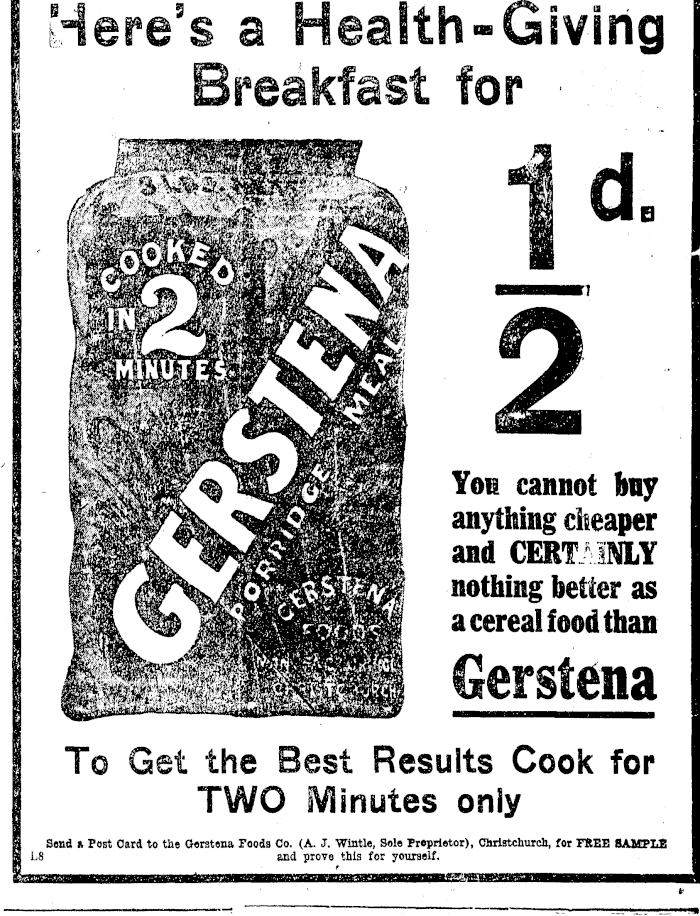 Here's a Health-Giving
Breakfast for
1/2 d.
COOKED
IN 2
MINUTES.
GERSTENA
PORRIDGE MEAL
GERSTENA
FOODS
You cannot buy
anything cheaper
and CERTAINLY
nothing better as
a cereal food than
Gerstena
To Get the Best Results Cook for
TWO Minutes only
Send a Post Card to the Gerstena Foods Co. (A. J. Wintle, Sole Proprietor), Christchurch, for FREE SAMPLE
L8 and prove this for yourself.